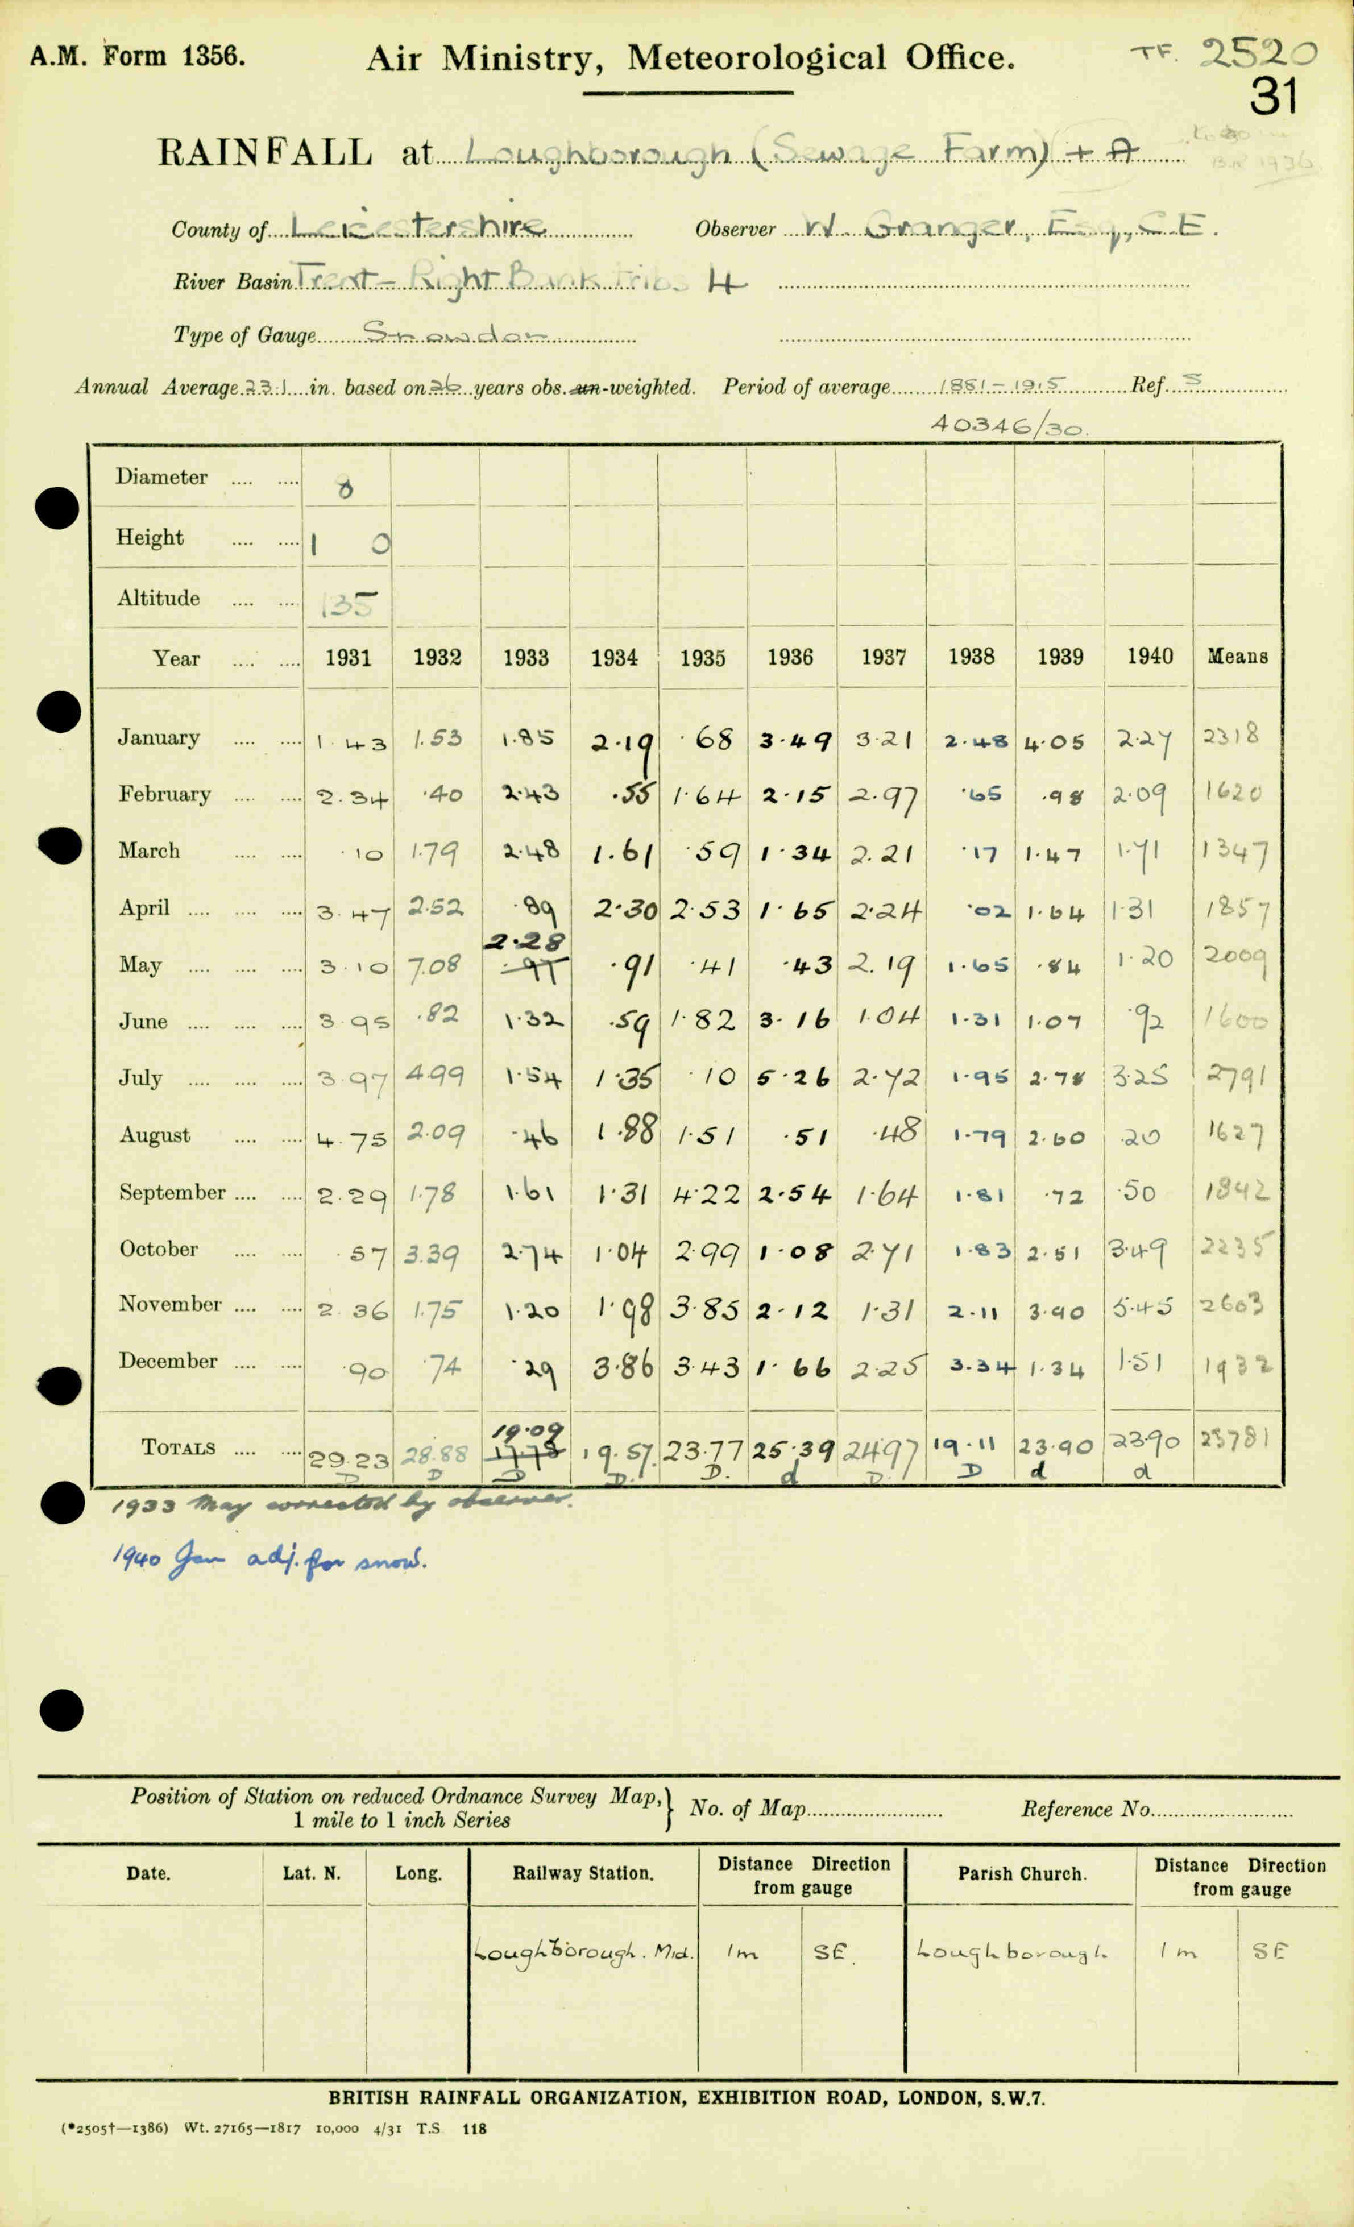 A.M. Form 1356.
Air Ministry, Meteorological Office.
TF. 2520
31
RAINFALL at Loughborough (Sewage Farm) + A
B.R 1936
County of Leicestershire Observer W. Granger, Esq., C.E.
River Basin Trent - Right Bank tribs 4
Type of Gauge Snowdon
Annual Average 23.1 in. based on 26 years obs. un-weighted. Period of average 1881-1915 Ref. S
40346/30.
Diameter .... .... 8
Height .... .... 1 0
Altitude .... .... 135
Year .... .... 1931 1932 1933 1934 1935 1936 1937 1938 1939 1940 Means
January .... .... 1.43 1.53 1.85 2.19 .68 3.49 3.21 2.48 4.05 2.27 2318
February .... .... 2.34 .40 2.43 .55 1.64 2.15 2.97 .65 .98 2.09 1620
March .... .... .10 1.79 2.48 1.61 .59 1.34 2.21 .17 1.47 1.71 1347
April .... .... .... 3.47 2.52 .89 2.30 2.53 1.65 2.24 .02 1.64 1.31 1857
2.28
May .... .... .... 3.10 7.08 .97 .91 .41 .43 2.19 1.65 .84 1.20 2009
June .... .... .... 3.95 .82 1.32 .59 1.82 3.16 1.04 1.31 1.07 .92 1600
July .... .... .... 3.97 4.99 1.54 1.35 .10 5.26 2.72 1.95 2.78 3.25 2791
August .... .... 4.75 2.09 .46 1.88 1.51 .51 .48 1.79 2.60 .20 1627
September .... .... 2.29 1.78 1.61 1.31 4.22 2.54 1.64 1.81 .72 .50 1842
October .... .... .57 3.39 2.74 1.04 2.99 1.08 2.71 1.83 2.51 3.49 2235
November .... .... 2.36 1.75 1.20 1.98 3.85 2.12 1.31 2.11 3.90 5.45 2603
December .... .... .90 .74 .29 3.86 3.43 1.66 2.25 3.34 1.34 1.51 1932
19.09
TOTALS .... .... 29.23 28.88 17.78 19.57 23.77 25.39 24.97 19.11 23.90 23.90 23781
D D D D. D. d D. D d d
1933 May corrected by observer.
1940 Jan adj. for snow.
Position of Station on reduced Ordnance Survey Map, 1 mile to 1 inch Series } No. of Map Reference No.
Date. Lat. N. Long. Railway Station. Distance Direction from gauge Parish Church. Distance Direction from gauge
Loughborough. Mid. 1m SE. Loughborough 1m SE
BRITISH RAINFALL ORGANIZATION, EXHIBITION ROAD, LONDON, S.W.7.
(*2505†—1386) Wt. 27165—1817 10,000 4/31 T.S 118